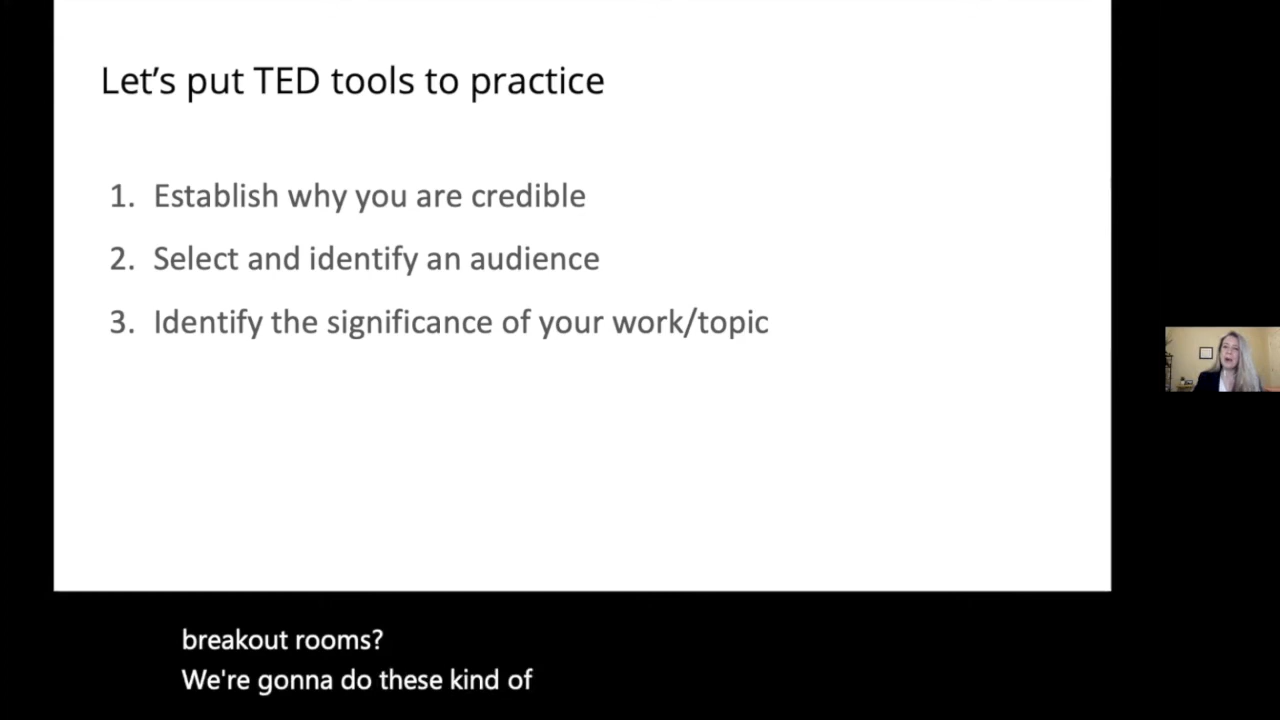 Let’s put TED tools to practice
1. Establish why you are credible
2. Select and identify an audience
3. Identify the significance of your work/topic
breakout rooms?
We're gonna do these kind of